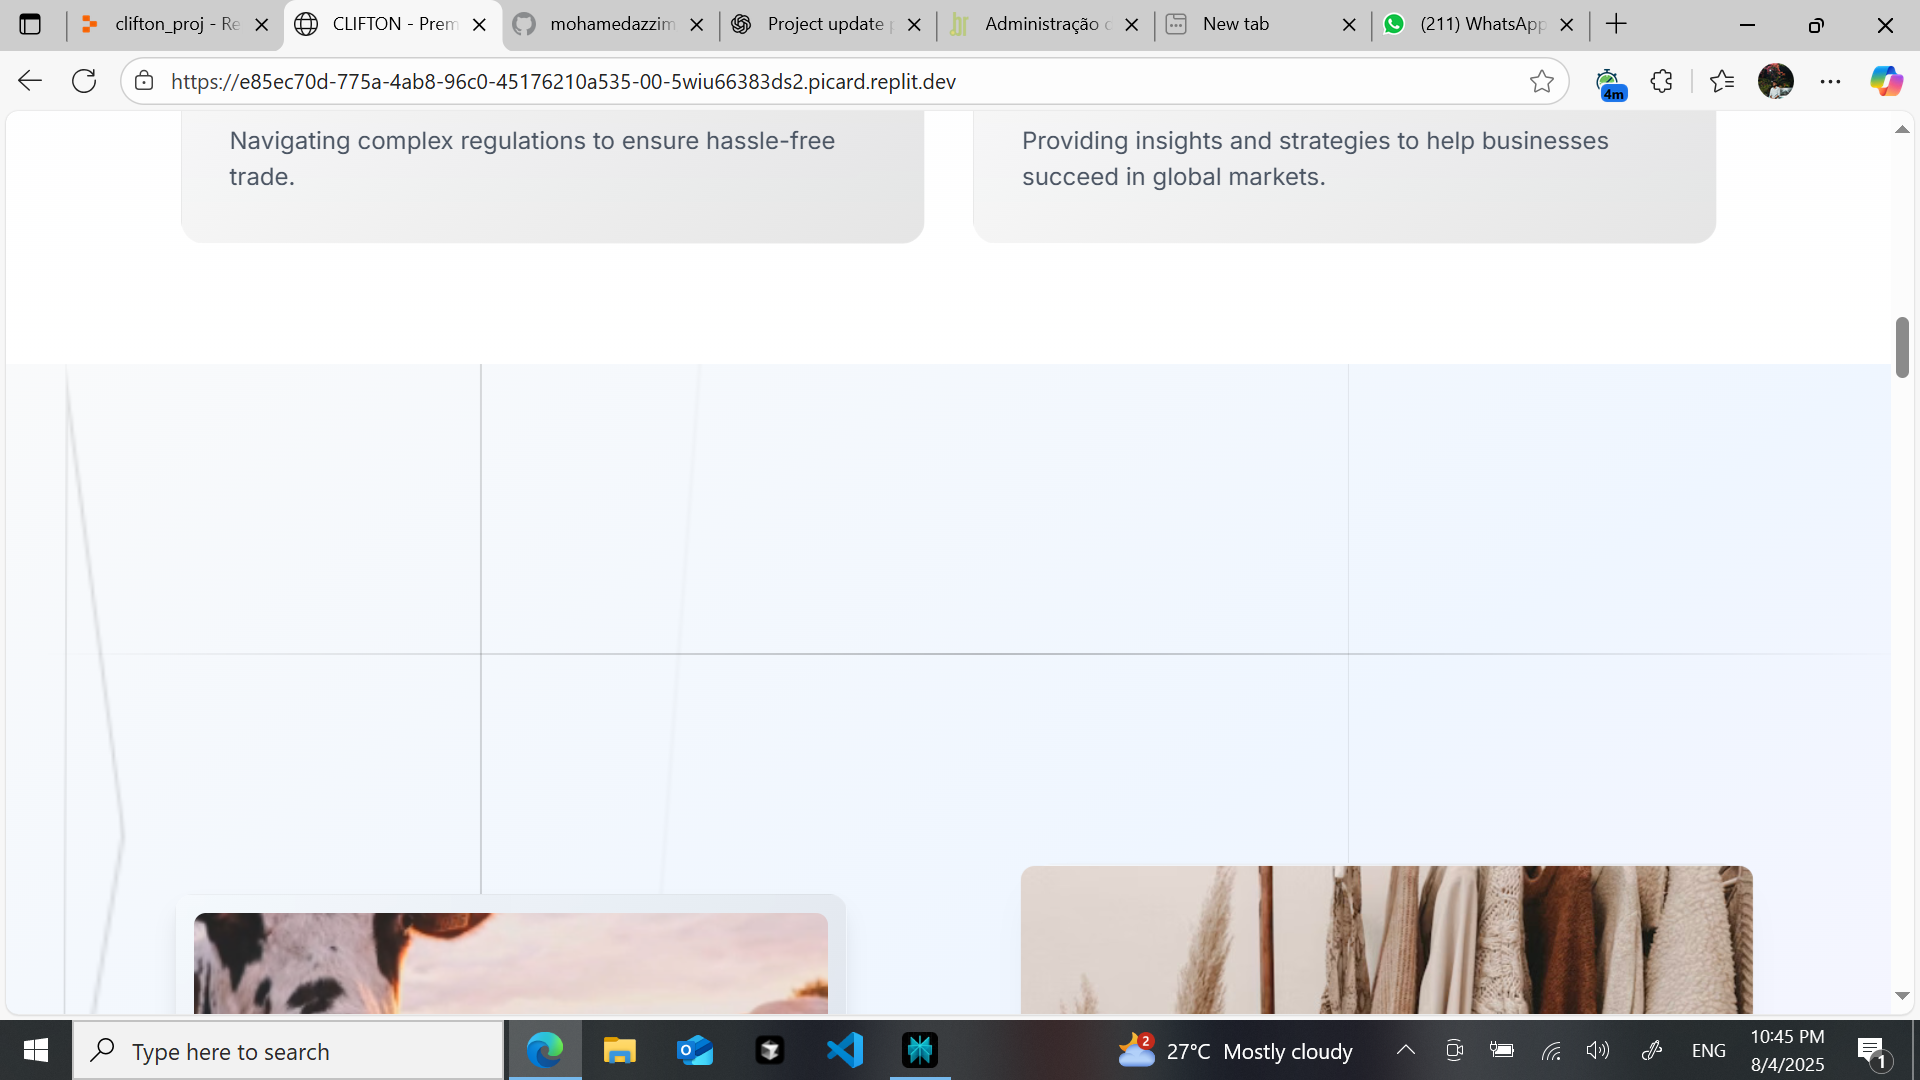 clifton_proj - Re
CLIFTON - Prem
mohamedazzim
Project update p
Administração c
New tab
(211) WhatsApp
https://e85ec70d-775a-4ab8-96c0-45176210a535-00-5wiu66383ds2.picard.replit.dev
4m
Navigating complex regulations to ensure hassle-free
trade.
Providing insights and strategies to help businesses
succeed in global markets.
Type here to search
2
27°C Mostly cloudy
ENG
10:45 PM
8/4/2025
1